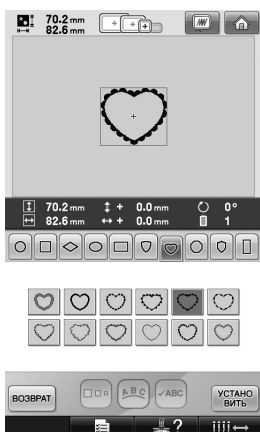 70.2 mm
82.6 mm
70.2 mm + 0.0 mm 0°
82.6 mm + 0.0 mm 1
ВОЗВРАТ
ABC
ABC
УСТАНО
ВИТЬ
?